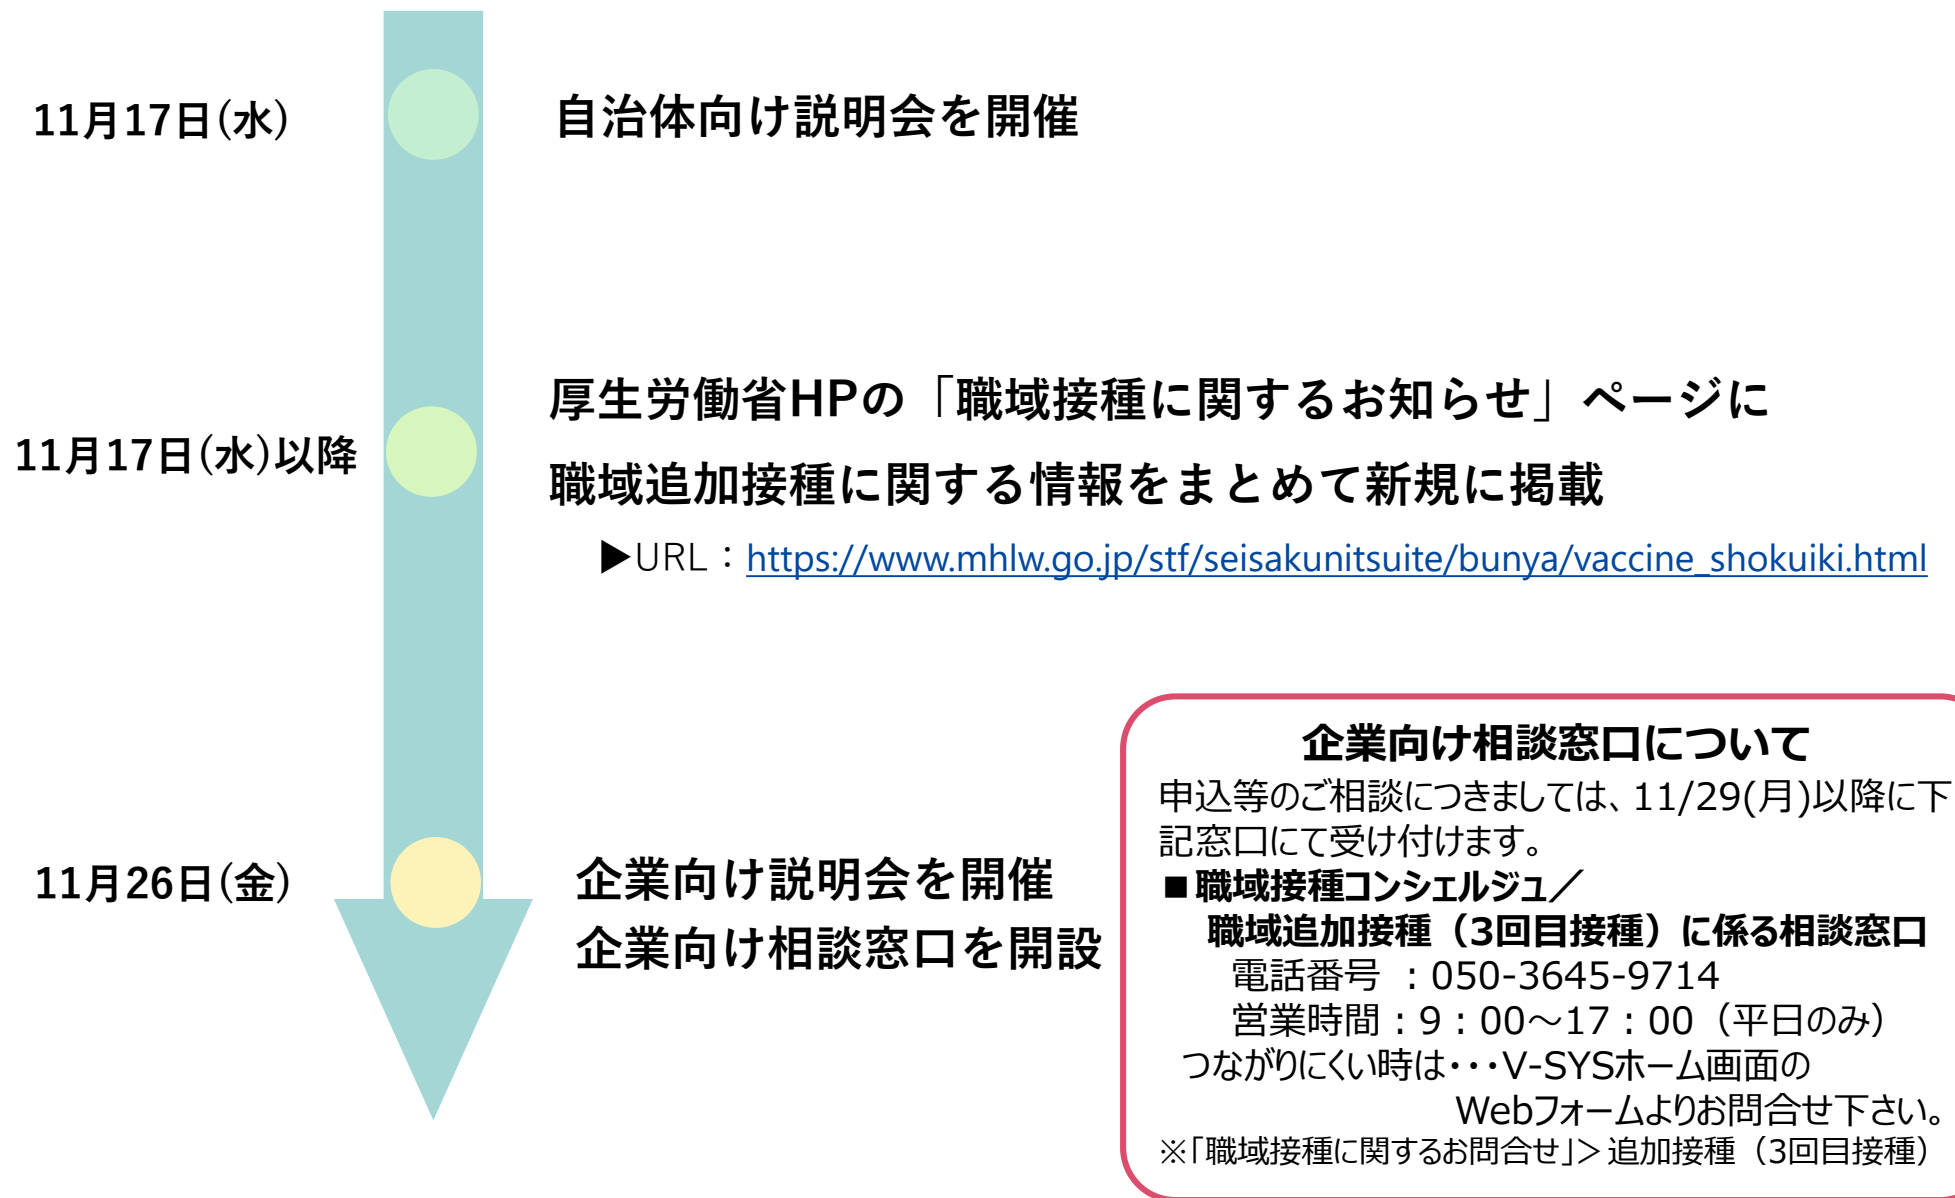 11月17日(水)
自治体向け説明会を開催
11月17日(水)以降
厚生労働省HPの「職域接種に関するお知らせ」ページに
職域追加接種に関する情報をまとめて新規に掲載
▶URL：https://www.mhlw.go.jp/stf/seisakunitsuite/bunya/vaccine_shokuiki.html
11月26日(金)
企業向け説明会を開催
企業向け相談窓口を開設
企業向け相談窓口について
申込等のご相談につきましては、11/29(月)以降に下
記窓口にて受け付けます。
■職域接種コンシェルジュ／
職域追加接種（3回目接種）に係る相談窓口
電話番号 ：050-3645-9714
営業時間：9：00～17：00（平日のみ）
つながりにくい時は・・・V-SYSホーム画面の
Webフォームよりお問合せ下さい。
※「職域接種に関するお問合せ」＞追加接種（3回目接種）